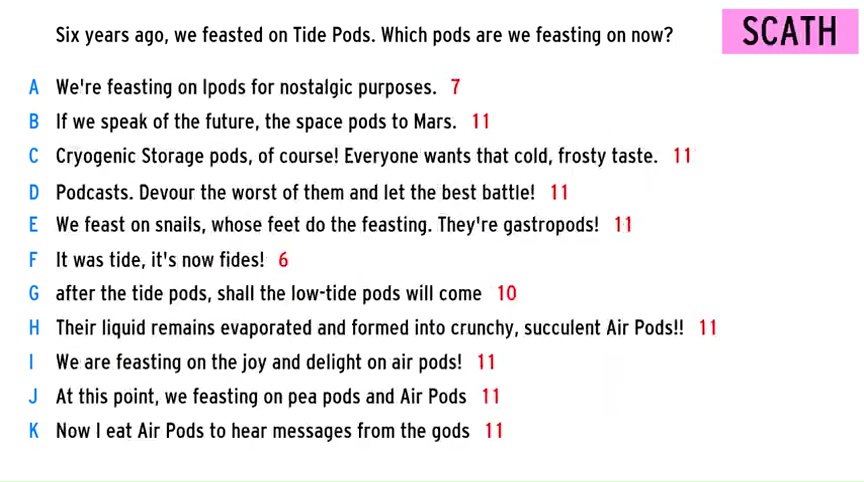 Six years ago, we feasted on Tide Pods. Which pods are we feasting on now?
SCATH
A We're feasting on Ipods for nostalgic purposes. 7
B If we speak of the future, the space pods to Mars. 11
C Cryogenic Storage pods, of course! Everyone wants that cold, frosty taste. 11
D Podcasts. Devour the worst of them and let the best battle! 11
E We feast on snails, whose feet do the feasting. They're gastropods! 11
F It was tide, it's now fides! 6
G after the tide pods, shall the low-tide pods will come 10
H Their liquid remains evaporated and formed into crunchy, succulent Air Pods!! 11
I We are feasting on the joy and delight on air pods! 11
J At this point, we feasting on pea pods and Air Pods 11
K Now I eat Air Pods to hear messages from the gods 11